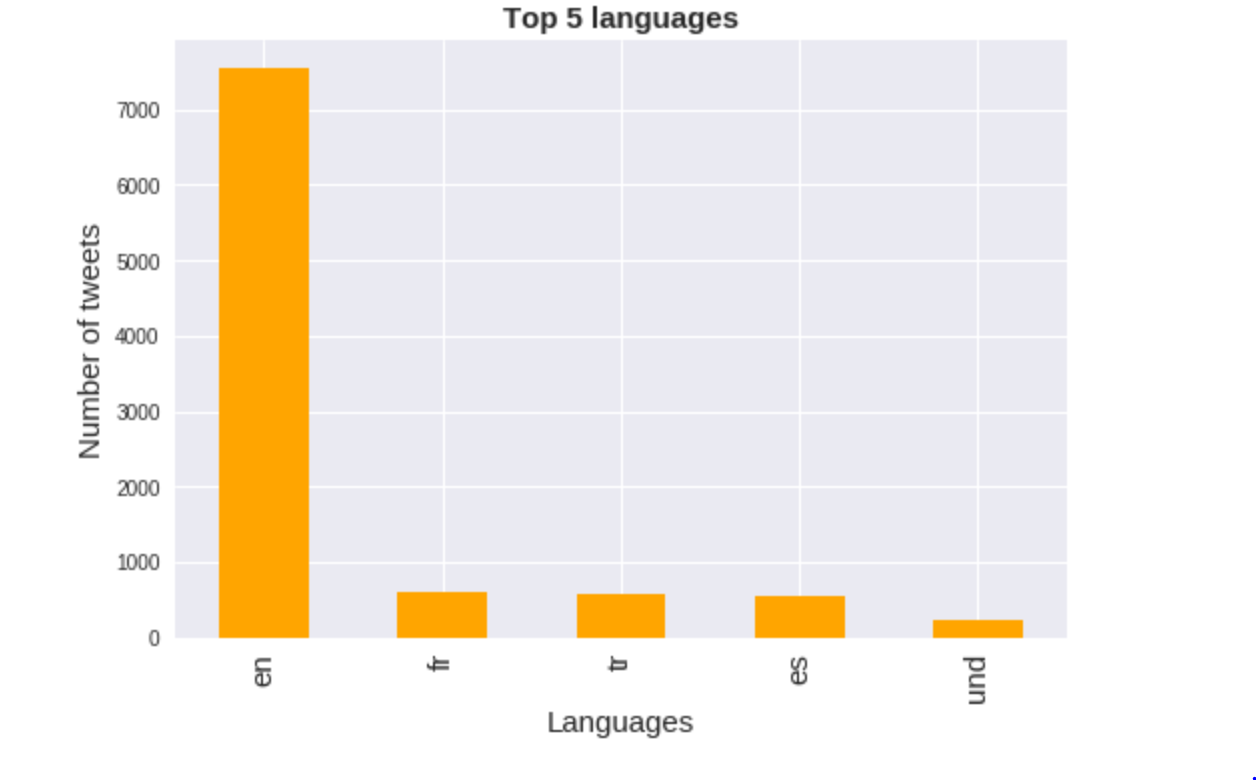 Top 5 languages
Number of tweets
7000
6000
5000
4000
3000
2000
1000
0
en
fr
tr
es
und
Languages